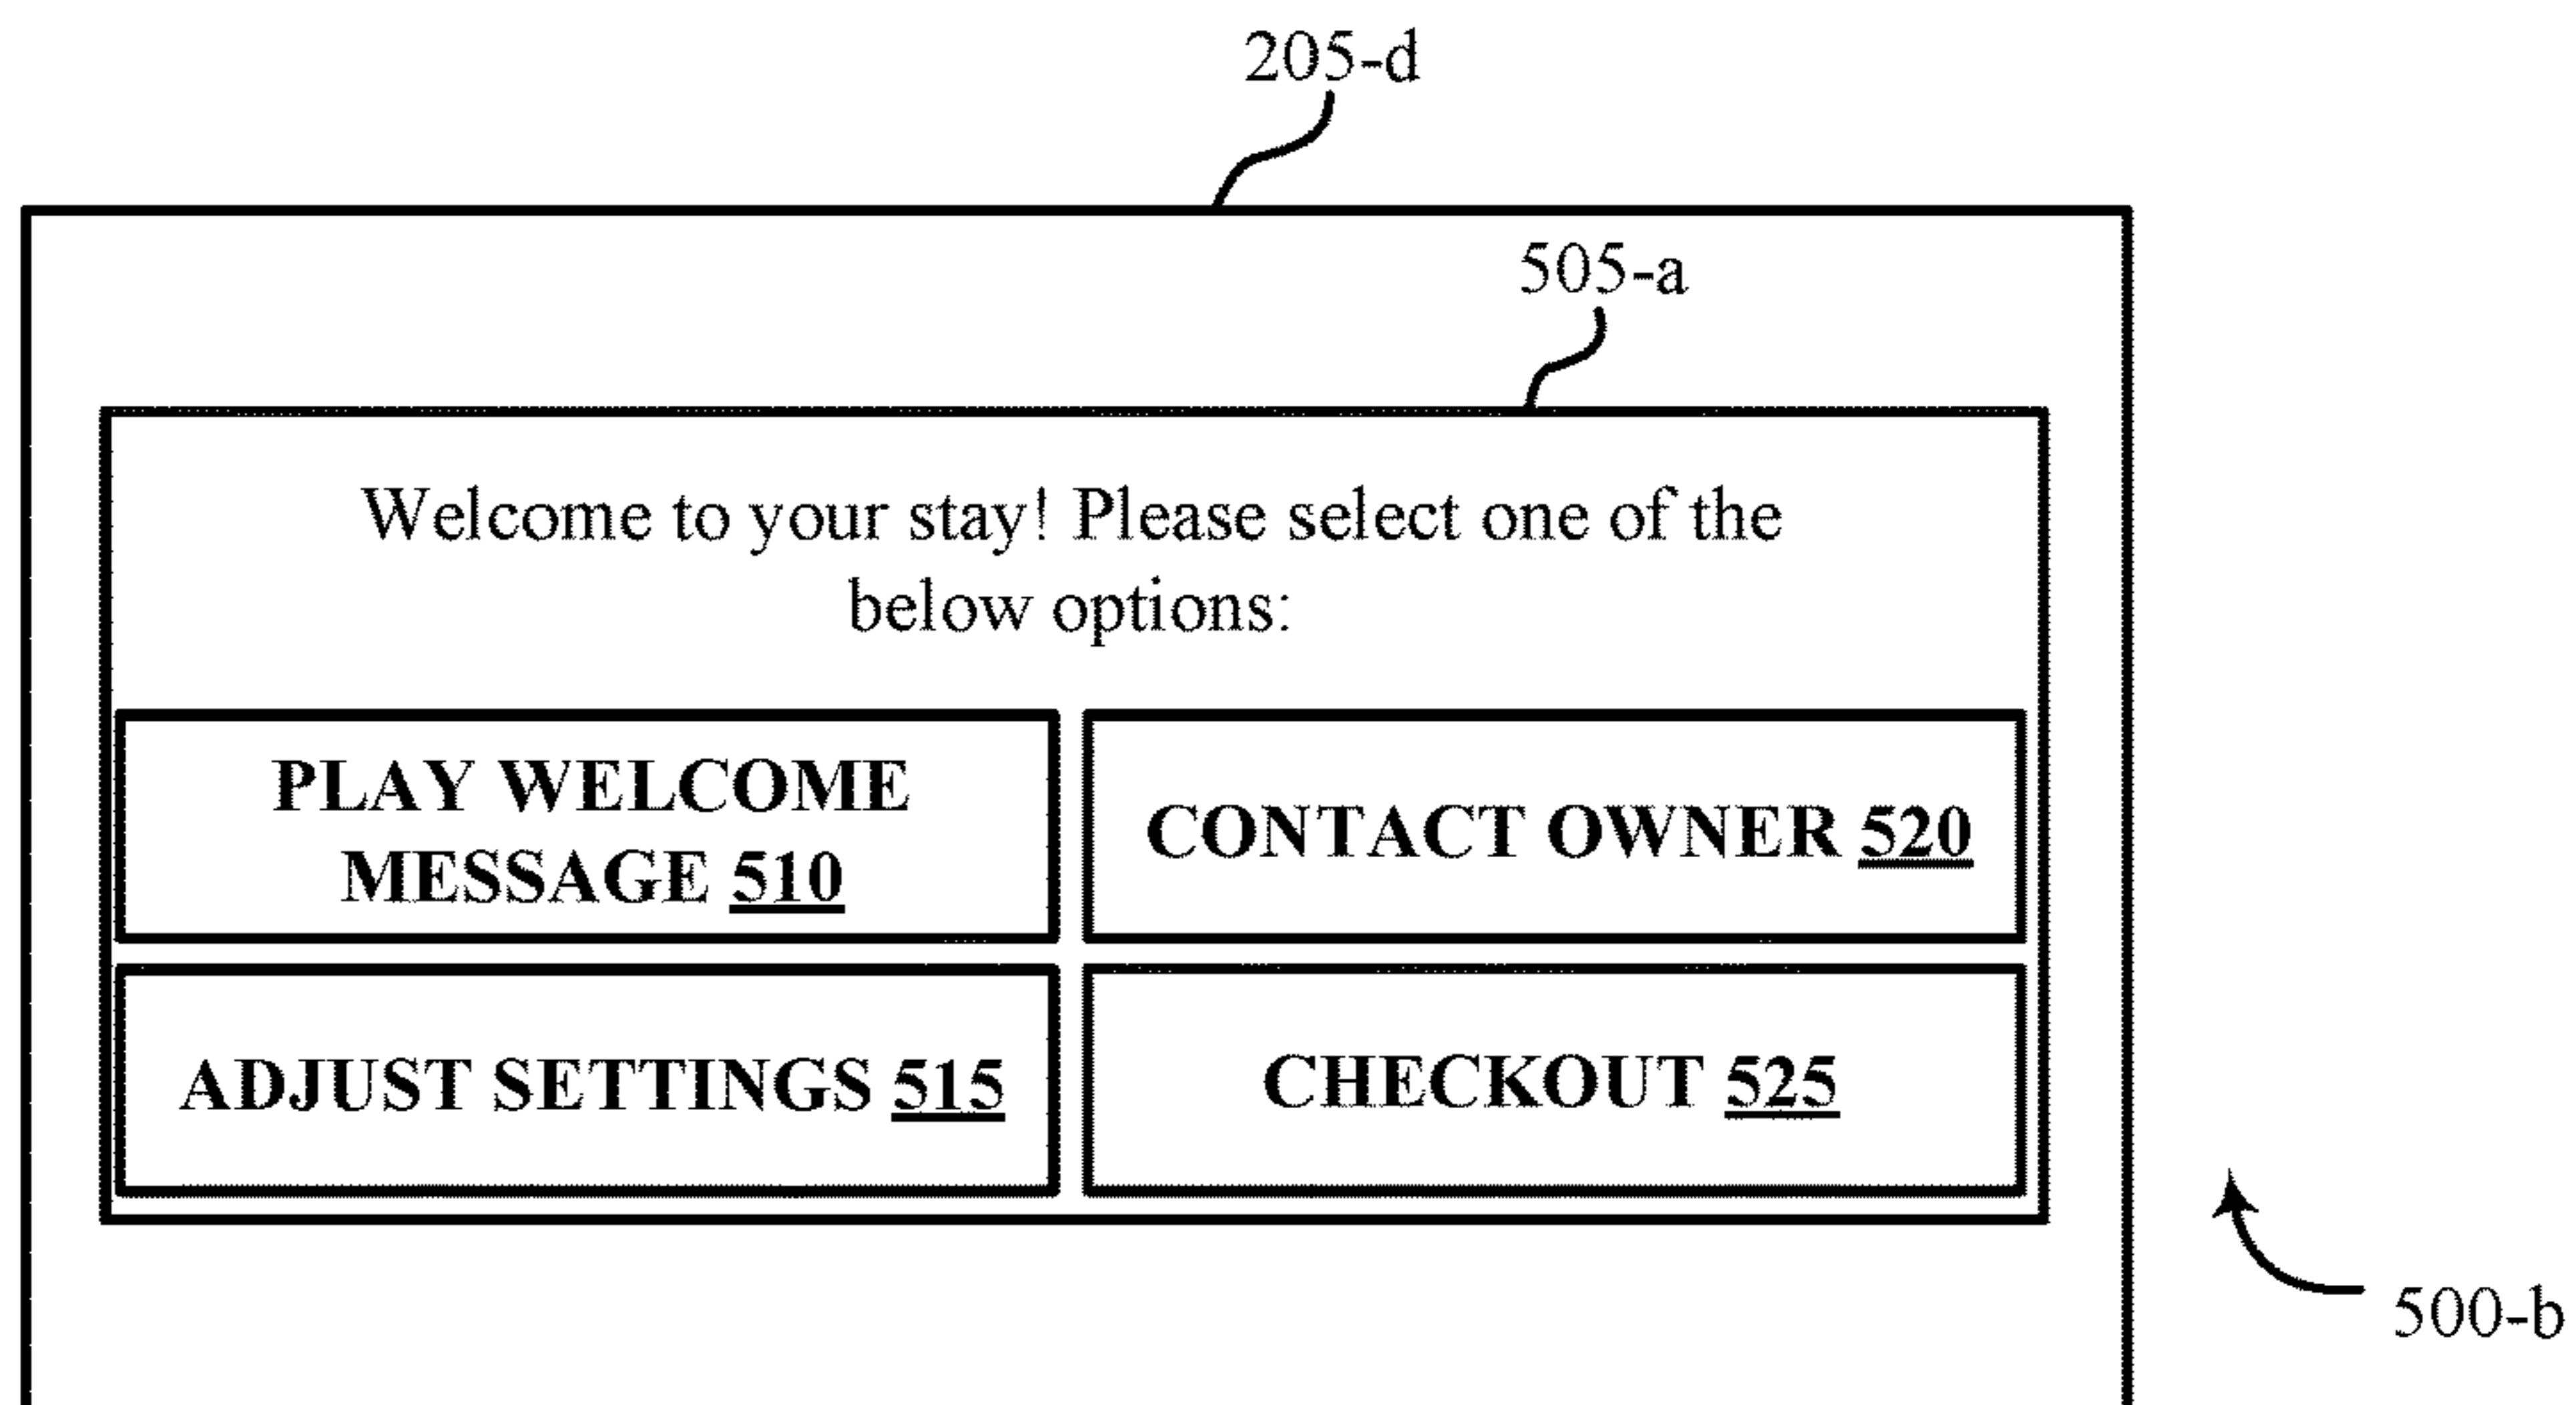 205-d
505-a
Welcome to your stay! Please select one of the
below options:
PLAY WELCOME
MESSAGE 510
CONTACT OWNER 520
ADJUST SETTINGS 515
CHECKOUT 525
500-b